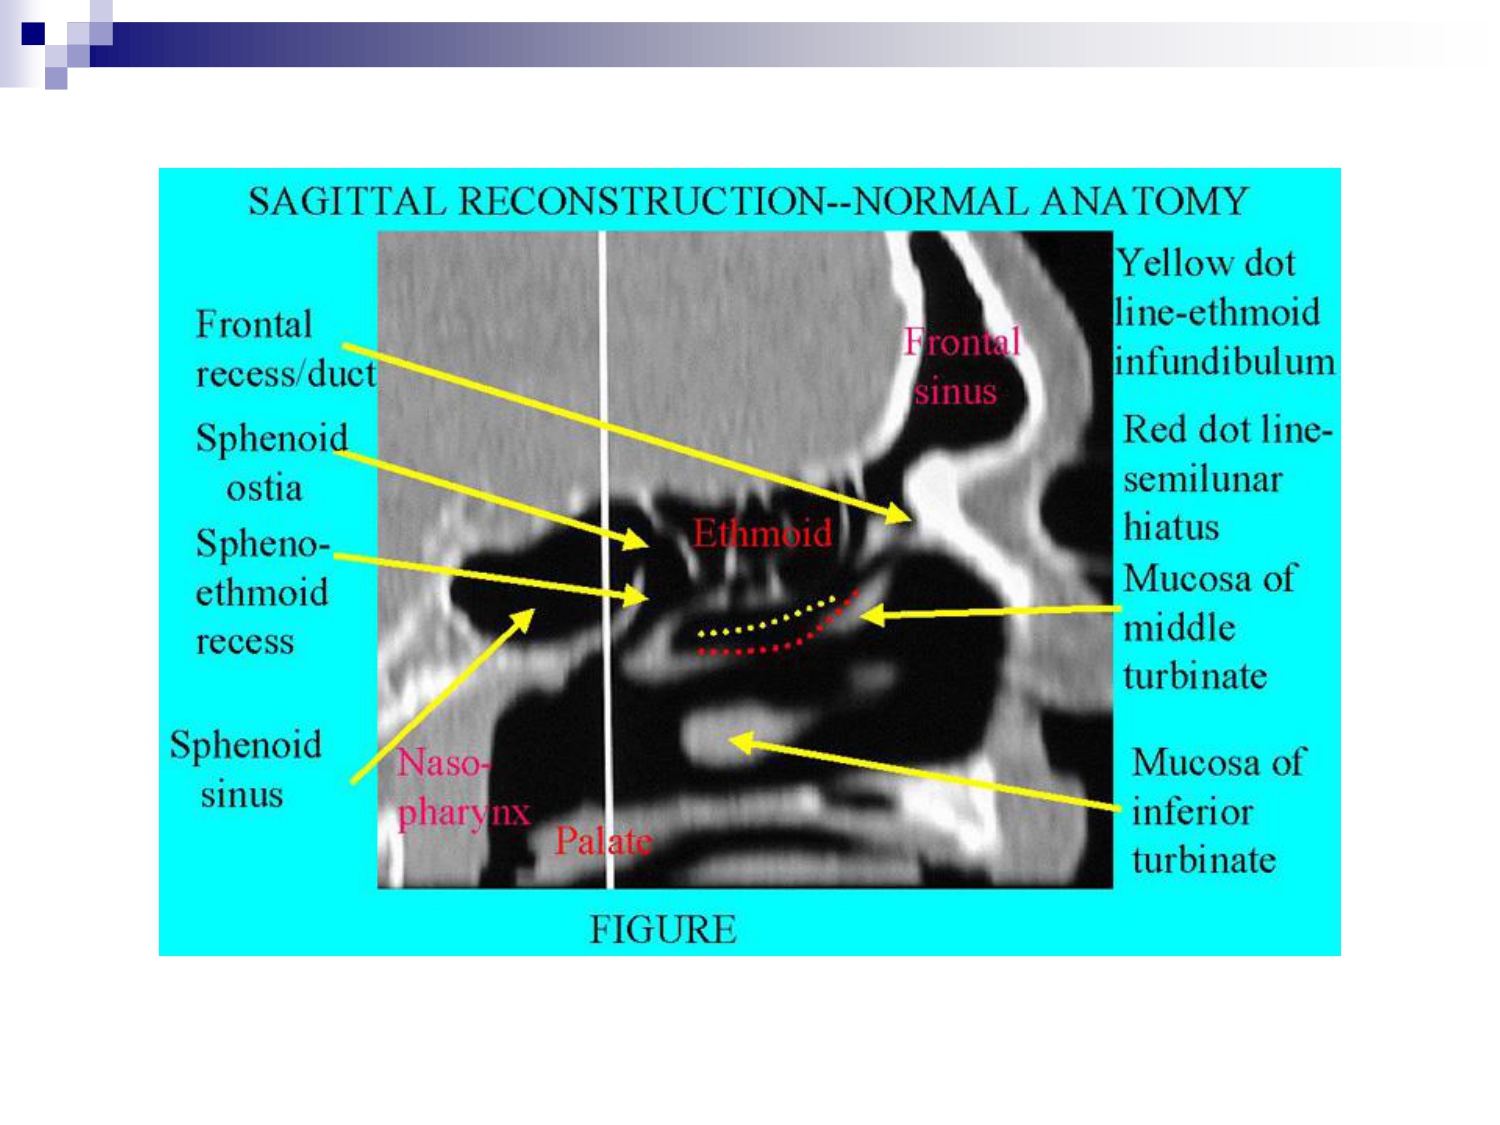 SAGITTAL RECONSTRUCTION--NORMAL ANATOMY
Frontal
recess/duct
Sphenoid
ostia
Spheno-
ethmoid
recess
Sphenoid
sinus
Frontal
sinus
Ethmoid
Naso-
pharynx
Palate
Yellow dot
line-ethmoid
infundibulum
Red dot line-
semilunar
hiatus
Mucosa of
middle
turbinate
Mucosa of
inferior
turbinate
FIGURE